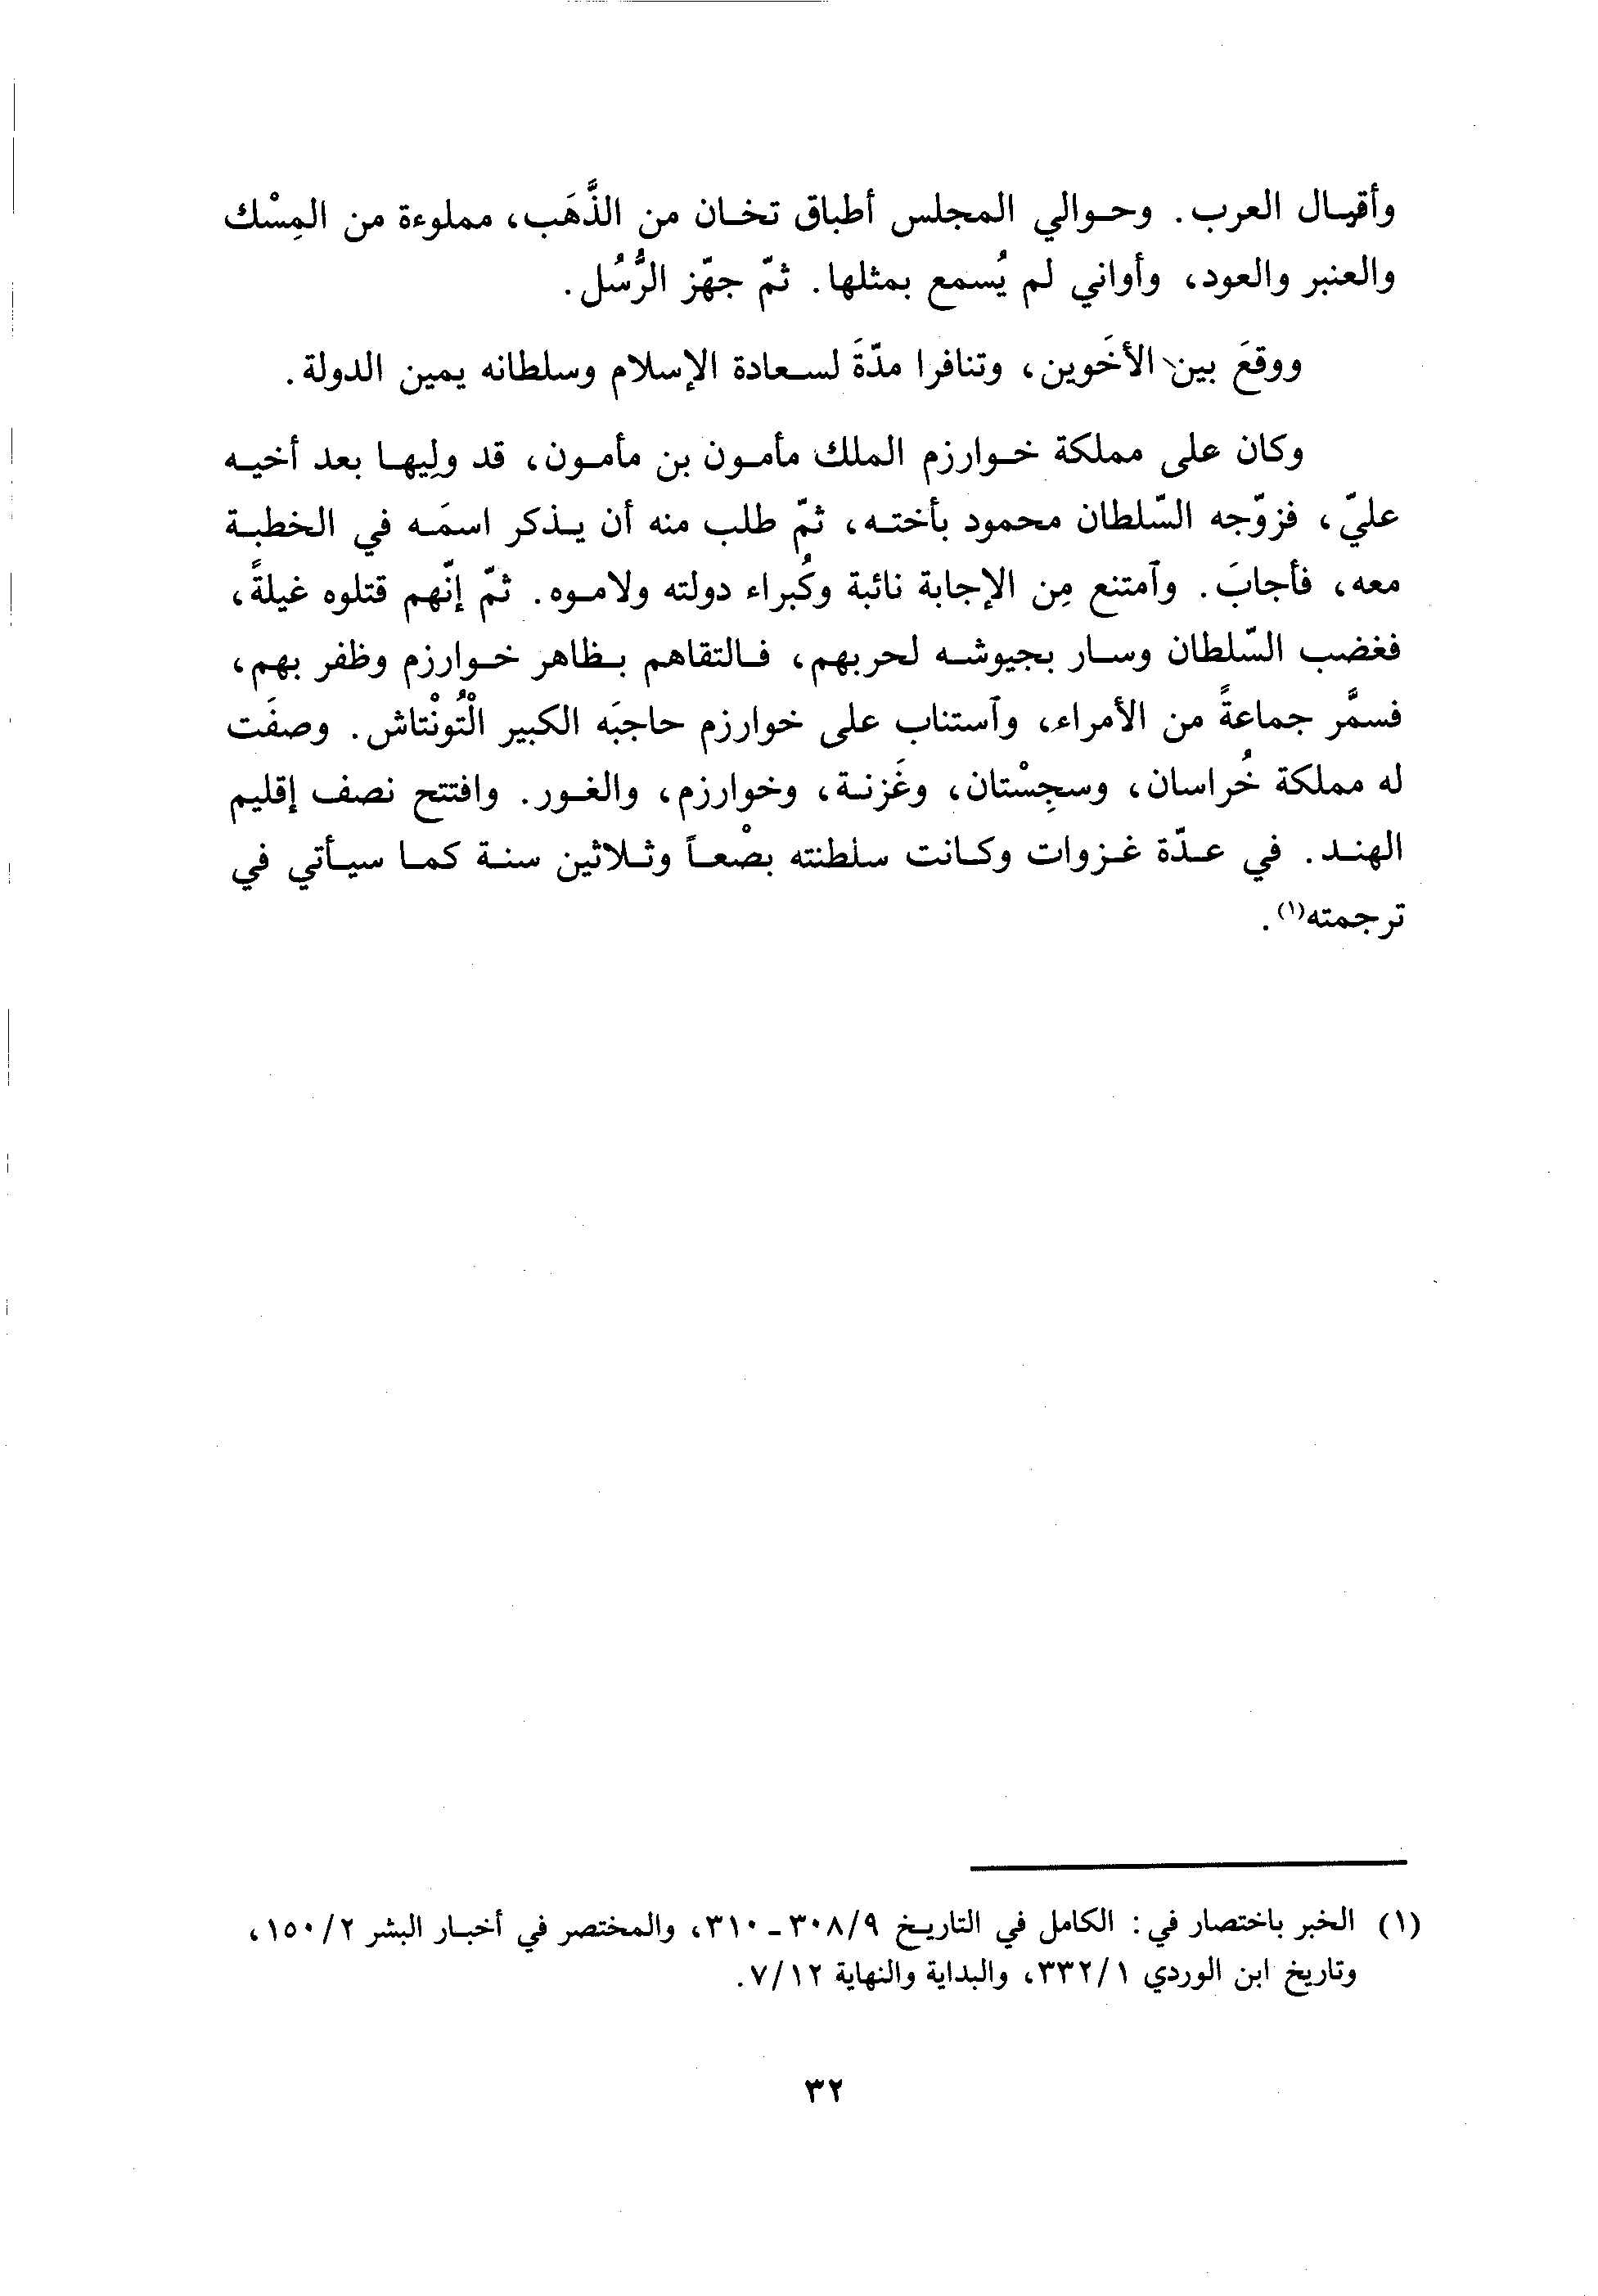 وأقيال العرب. وحوالي المجلس أطباق تخان من الذَّهَب، مملوءة من المِسْك
والعنبر والعود، وأواني لم يُسمع بمثلها. ثمّ جهّز الرُّسُل.
ووقعَ بين الأخَوين، وتنافرا مدّةَ لسعادة الإسلام وسلطانه يمين الدولة.
وكان على مملكة خوارزم الملك مأمون بن مأمون، قد ولِيها بعد أخيه
عليّ، فزوّجه السّلطان محمود بأخته، ثمّ طلب منه أن يذكر اسمَه في الخطبة
معه، فأجابَ. وآمتنع مِن الإجابة نائبة وكُبراء دولته ولاموه. ثمّ إنّهم قتلوه غيلةً،
فغضب السّلطان وسار بجيوشه لحربهم، فالتقاهم بظاهر خوارزم وظفر بهم،
فسمَّر جماعةً من الأمراء، وآستناب على خوارزم حاجبَه الكبير الْتُونْتاش. وصفَت
له مملكة خُراسان، وسجِسْتان، وغَزنة، وخوارزم، والغور. وافتتح نصف إقليم
الهند. في عدّة غزوات وكانت سلطنته بضْعاً وثلاثين سنة كما سيأتي في
ترجمته(١).
(١) الخبر باختصار في: الكامل في التاريخ ٣٠٨/٩ - ٣١٠، والمختصر في أخبار البشر ١٥٠/٢،
وتاريخ ابن الوردي ٣٣٢/١، والبداية والنهاية ٧/١٢.
٣٢